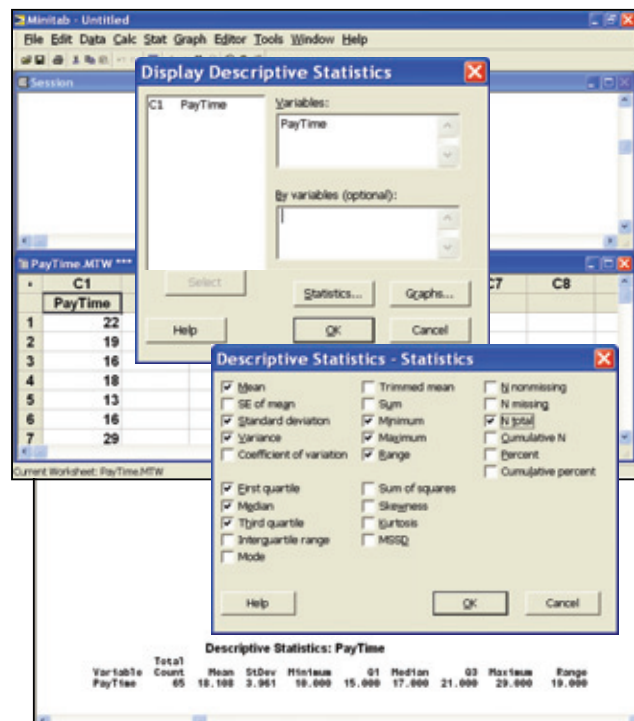 Minitab - Untitled
File Edit Data Calc Stat Graph Editor Tools Window Help
Session
Display Descriptive Statistics
C1 PayTime
Variables:
PayTime
By variables (optional):
Select
Statistics...
Graphs...
Help
OK
Cancel
PayTime.MTW ***
C1 C7 C8
PayTime
1 22
2 19
3 16
4 18
5 13
6 16
7 29
Current Worksheet: PayTime.MTW
Descriptive Statistics - Statistics
Mean Trimmed mean N nonmissing
SE of mean Sum N missing
Standard deviation Minimum N total
Variance Maximum Cumulative N
Coefficient of variation Range Percent
Cumulative percent
First quartile Sum of squares
Median Skewness
Third quartile Kurtosis
Interquartile range MSSD
Mode
Help OK Cancel
Descriptive Statistics: PayTime
Total
Variable Count Mean StDev Minimum Q1 Median Q3 Maximum Range
PayTime 65 18.108 3.961 10.000 15.000 17.000 21.000 29.000 19.000